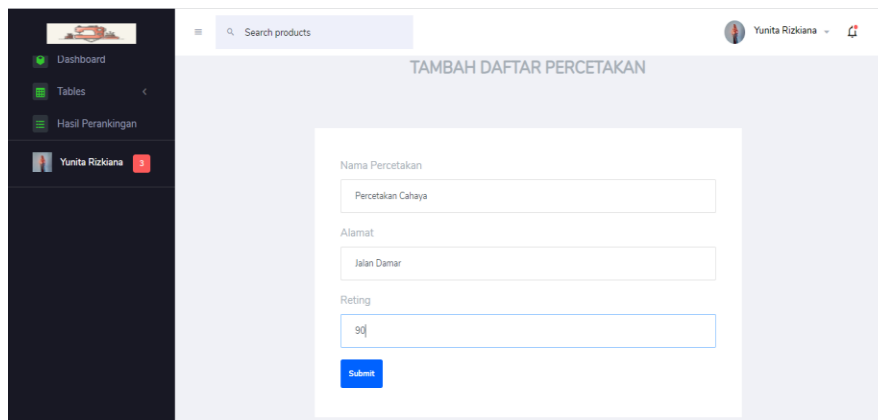 Search products
Yunita Rizkiana
Dashboard
Tables
Hasil Perankingan
Yunita Rizkiana 3
TAMBAH DAFTAR PERCETAKAN
Nama Percetakan
Percetakan Cahaya
Alamat
Jalan Damar
Reting
90
Submit